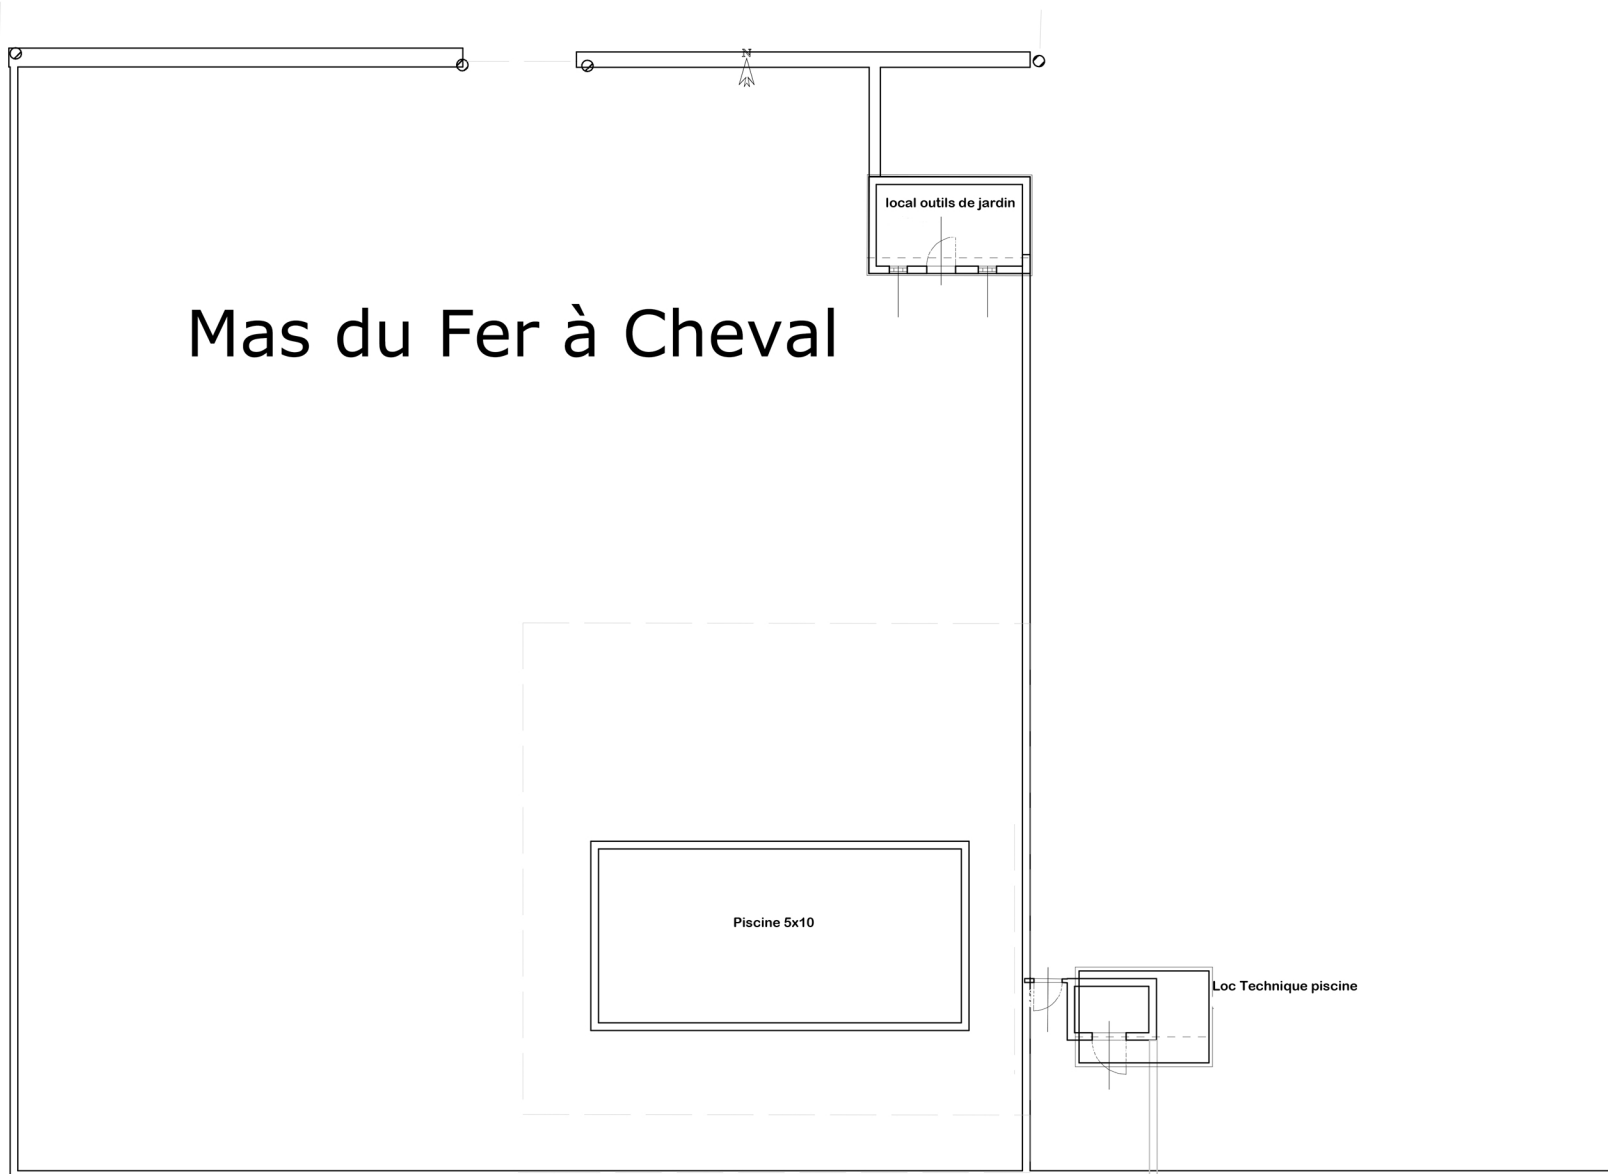 N
local outils de jardin
Mas du Fer à Cheval
Piscine 5x10
Loc Technique piscine